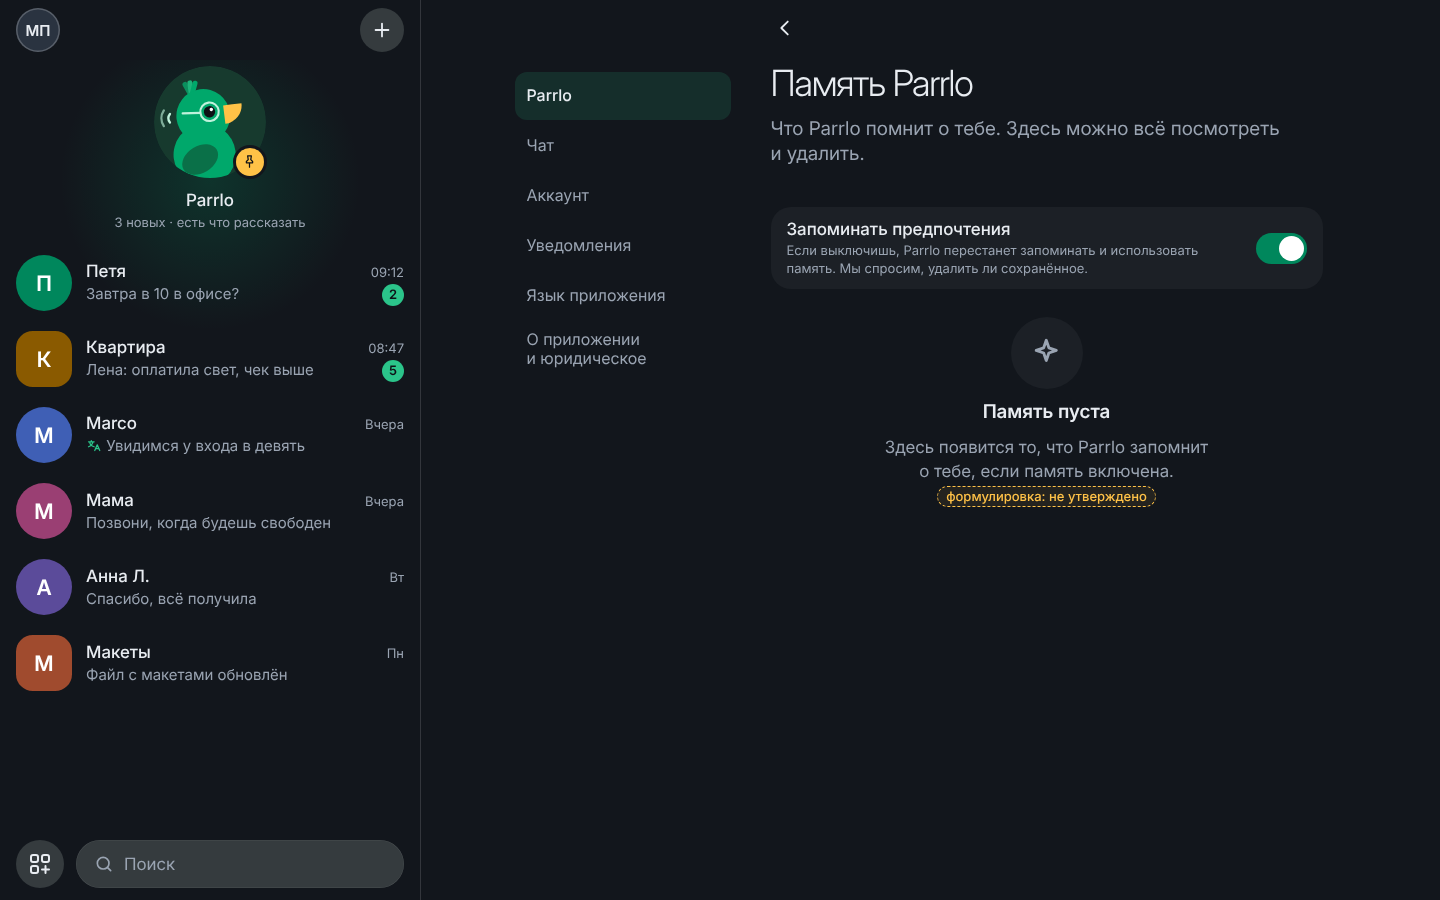 МП
Parrlo
3 новых · есть что рассказать
П
Петя
09:12
Завтра в 10 в офисе?
2
К
Квартира
08:47
Лена: оплатила свет, чек выше
5
M
Marco
Вчера
Увидимся у входа в девять
М
Мама
Вчера
Позвони, когда будешь свободен
А
Анна Л.
Вт
Спасибо, всё получила
М
Макеты
Пн
Файл с макетами обновлён
Поиск
Parrlo
Чат
Аккаунт
Уведомления
Язык приложения
О приложении
и юридическое
Память Parrlo
Что Parrlo помнит о тебе. Здесь можно всё посмотреть
и удалить.
Запоминать предпочтения
Если выключишь, Parrlo перестанет запоминать и использовать
память. Мы спросим, удалить ли сохранённое.
Память пуста
Здесь появится то, что Parrlo запомнит
о тебе, если память включена.
формулировка: не утверждено